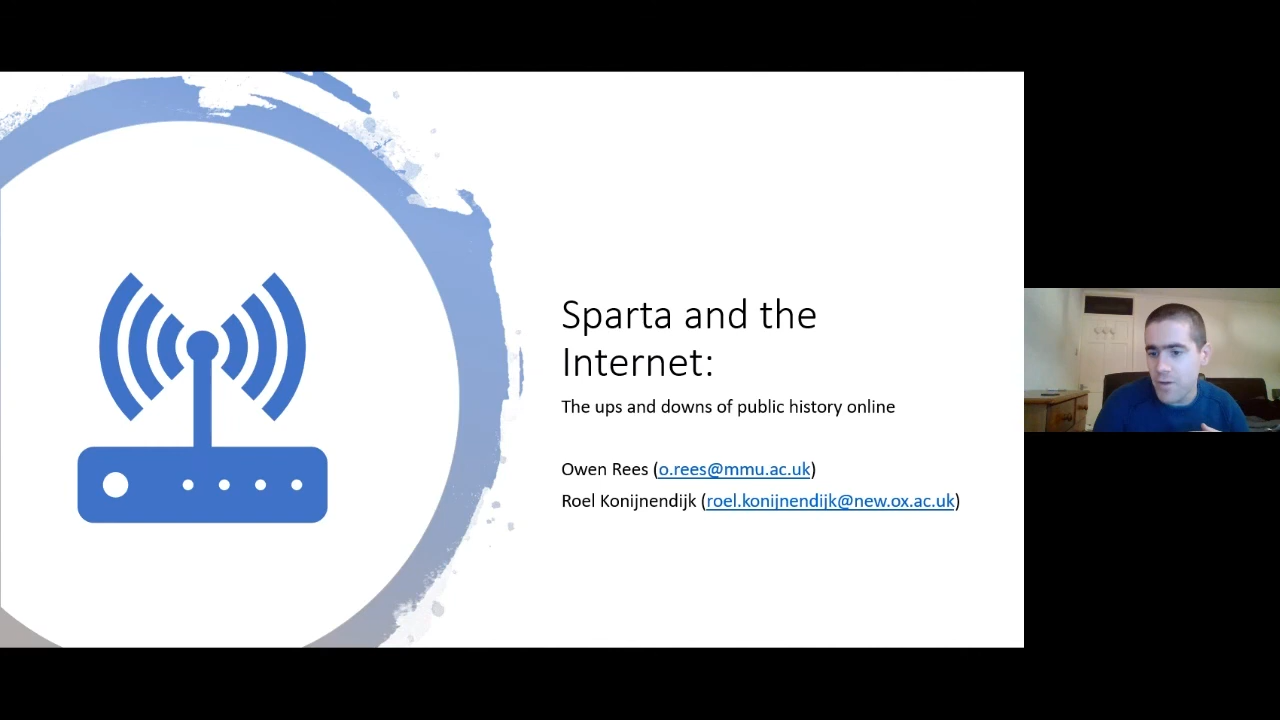 Sparta and the
Internet:
The ups and downs of public history online
Owen Rees (o.rees@mmu.ac.uk)
Roel Konijnendijk (roel.konijnendijk@new.ox.ac.uk)